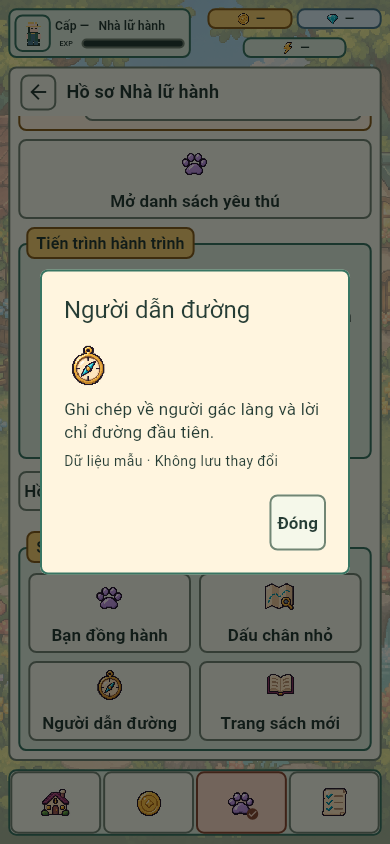 Cấp — Nhà lữ hành
EXP
—
—
—
Hồ sơ Nhà lữ hành
Mở danh sách yêu thú
Tiến trình hành trình
Người dẫn đường
Ghi chép về người gác làng và lời
chỉ đường đầu tiên.
Dữ liệu mẫu · Không lưu thay đổi
Đóng
Bạn đồng hành
Dấu chân nhỏ
Người dẫn đường
Trang sách mới